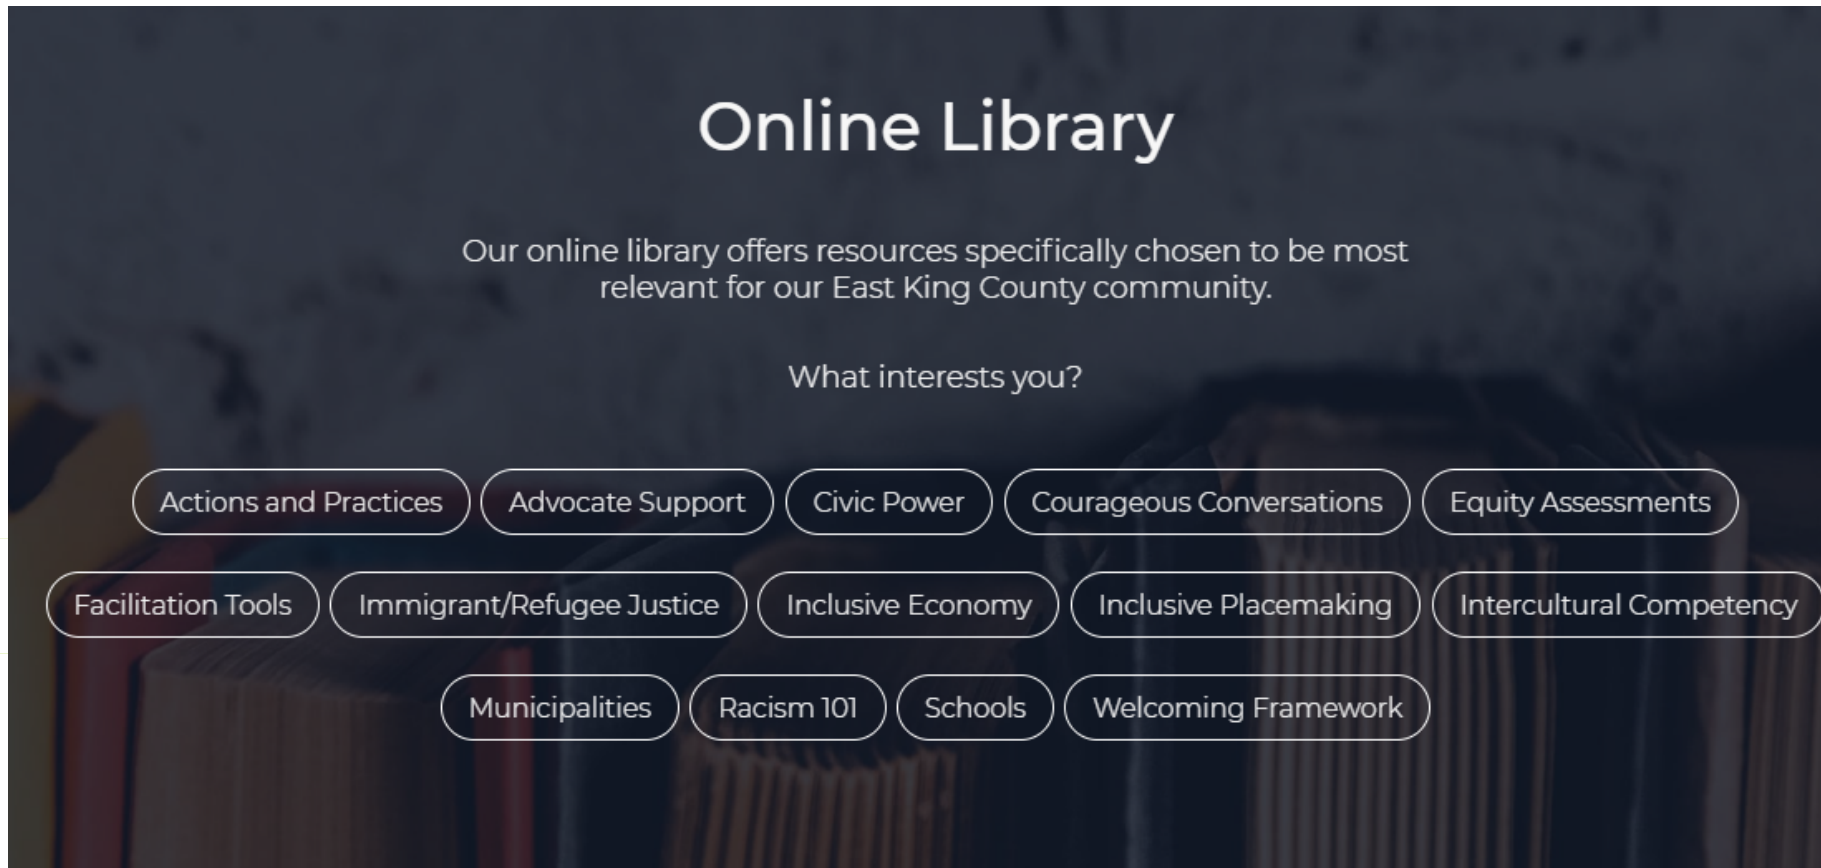 Online Library
Our online library offers resources specifically chosen to be most
relevant for our East King County community.
What interests you?
Actions and Practices Advocate Support Civic Power Courageous Conversations Equity Assessments
Facilitation Tools Immigrant/Refugee Justice Inclusive Economy Inclusive Placemaking Intercultural Competency
Municipalities Racism 101 Schools Welcoming Framework